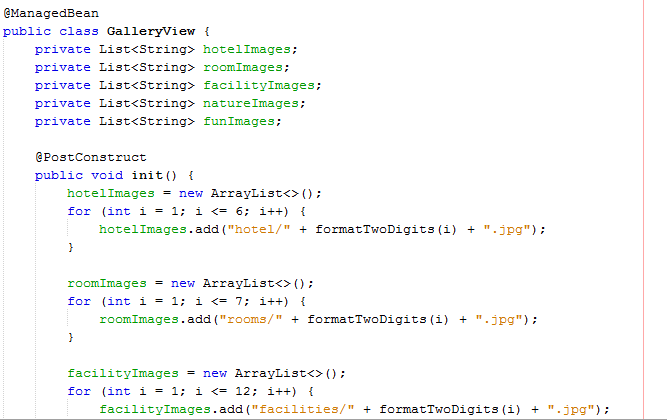 @ManagedBean
public class GalleryView {
    private List<String> hotelImages;
    private List<String> roomImages;
    private List<String> facilityImages;
    private List<String> natureImages;
    private List<String> funImages;

    @PostConstruct
    public void init() {
        hotelImages = new ArrayList<>();
        for (int i = 1; i <= 6; i++) {
            hotelImages.add("hotel/" + formatTwoDigits(i) + ".jpg");
        }

        roomImages = new ArrayList<>();
        for (int i = 1; i <= 7; i++) {
            roomImages.add("rooms/" + formatTwoDigits(i) + ".jpg");
        }

        facilityImages = new ArrayList<>();
        for (int i = 1; i <= 12; i++) {
            facilityImages.add("facilities/" + formatTwoDigits(i) + ".jpg");